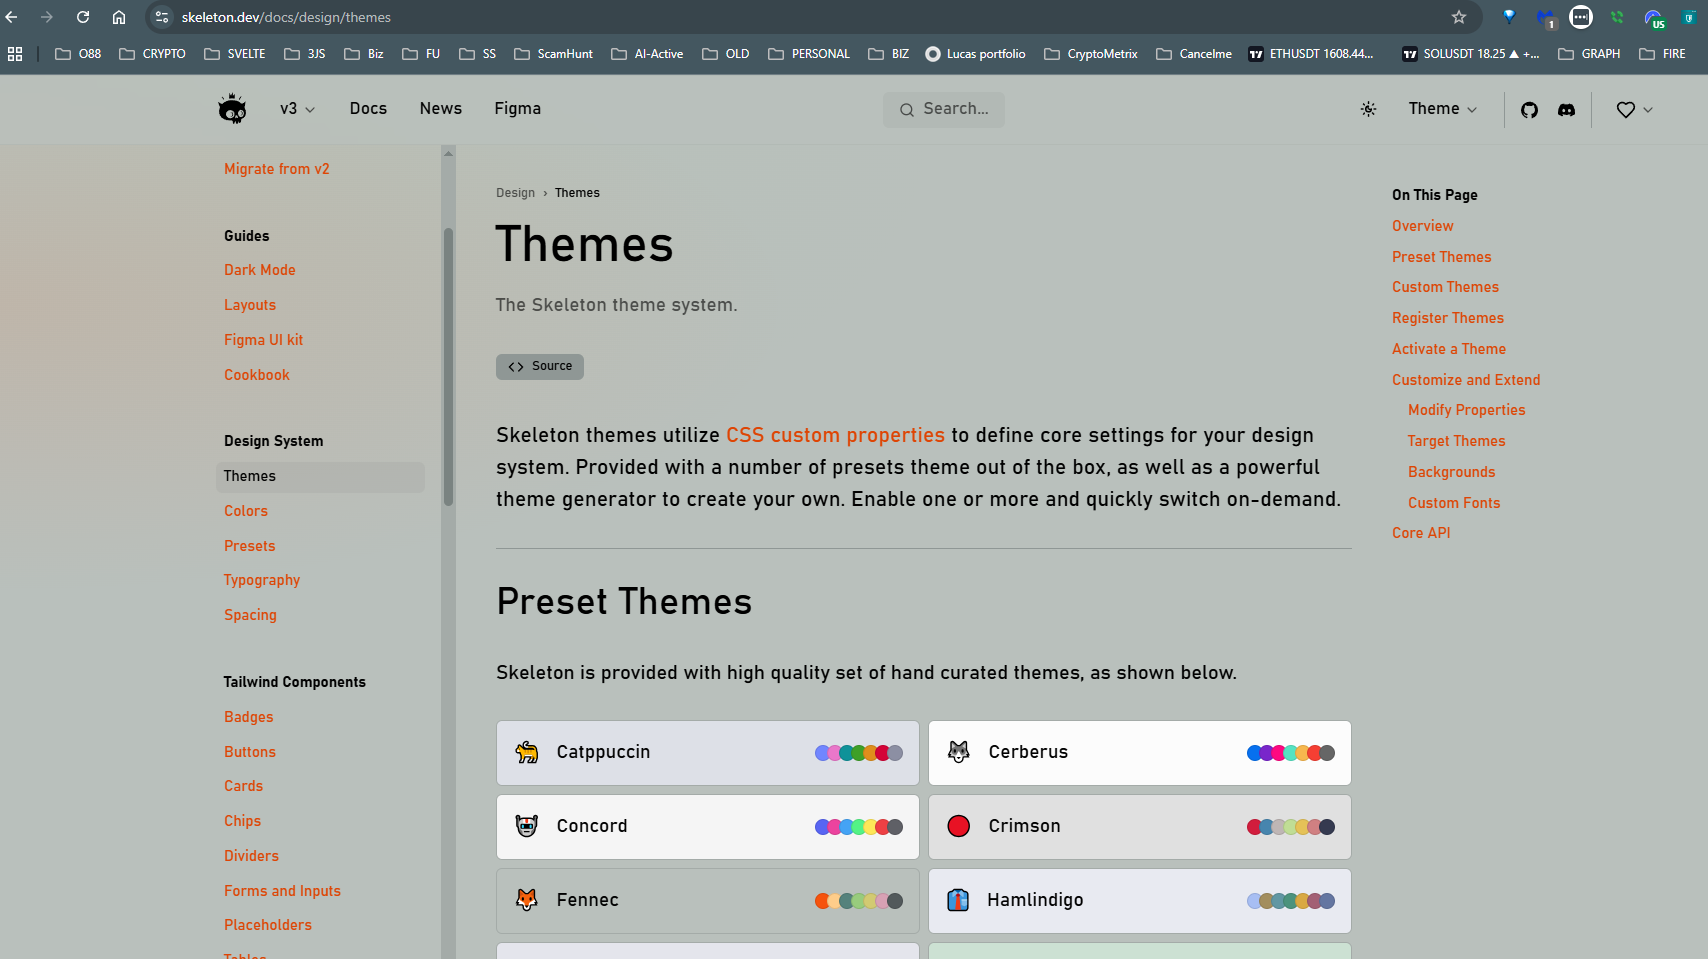 skeleton.dev/docs/design/themes
1
US
O88
CRYPTO
SVELTE
3JS
Biz
FU
SS
ScamHunt
AI-Active
OLD
PERSONAL
BIZ
Lucas portfolio
CryptoMetrix
Cancelme
ETHUSDT 1608.44...
SOLUSDT 18.25 ▲ +...
GRAPH
FIRE
v3
Docs
News
Figma
Search...
Theme
Migrate from v2
Guides
Dark Mode
Layouts
Figma UI kit
Cookbook
Design System
Themes
Colors
Presets
Typography
Spacing
Tailwind Components
Badges
Buttons
Cards
Chips
Dividers
Forms and Inputs
Placeholders
Tables
Design › Themes
Themes
The Skeleton theme system.
<> Source
Skeleton themes utilize CSS custom properties to define core settings for your design
system. Provided with a number of presets theme out of the box, as well as a powerful
theme generator to create your own. Enable one or more and quickly switch on-demand.
Preset Themes
Skeleton is provided with high quality set of hand curated themes, as shown below.
Catppuccin
Cerberus
Concord
Crimson
Fennec
Hamlindigo
On This Page
Overview
Preset Themes
Custom Themes
Register Themes
Activate a Theme
Customize and Extend
Modify Properties
Target Themes
Backgrounds
Custom Fonts
Core API